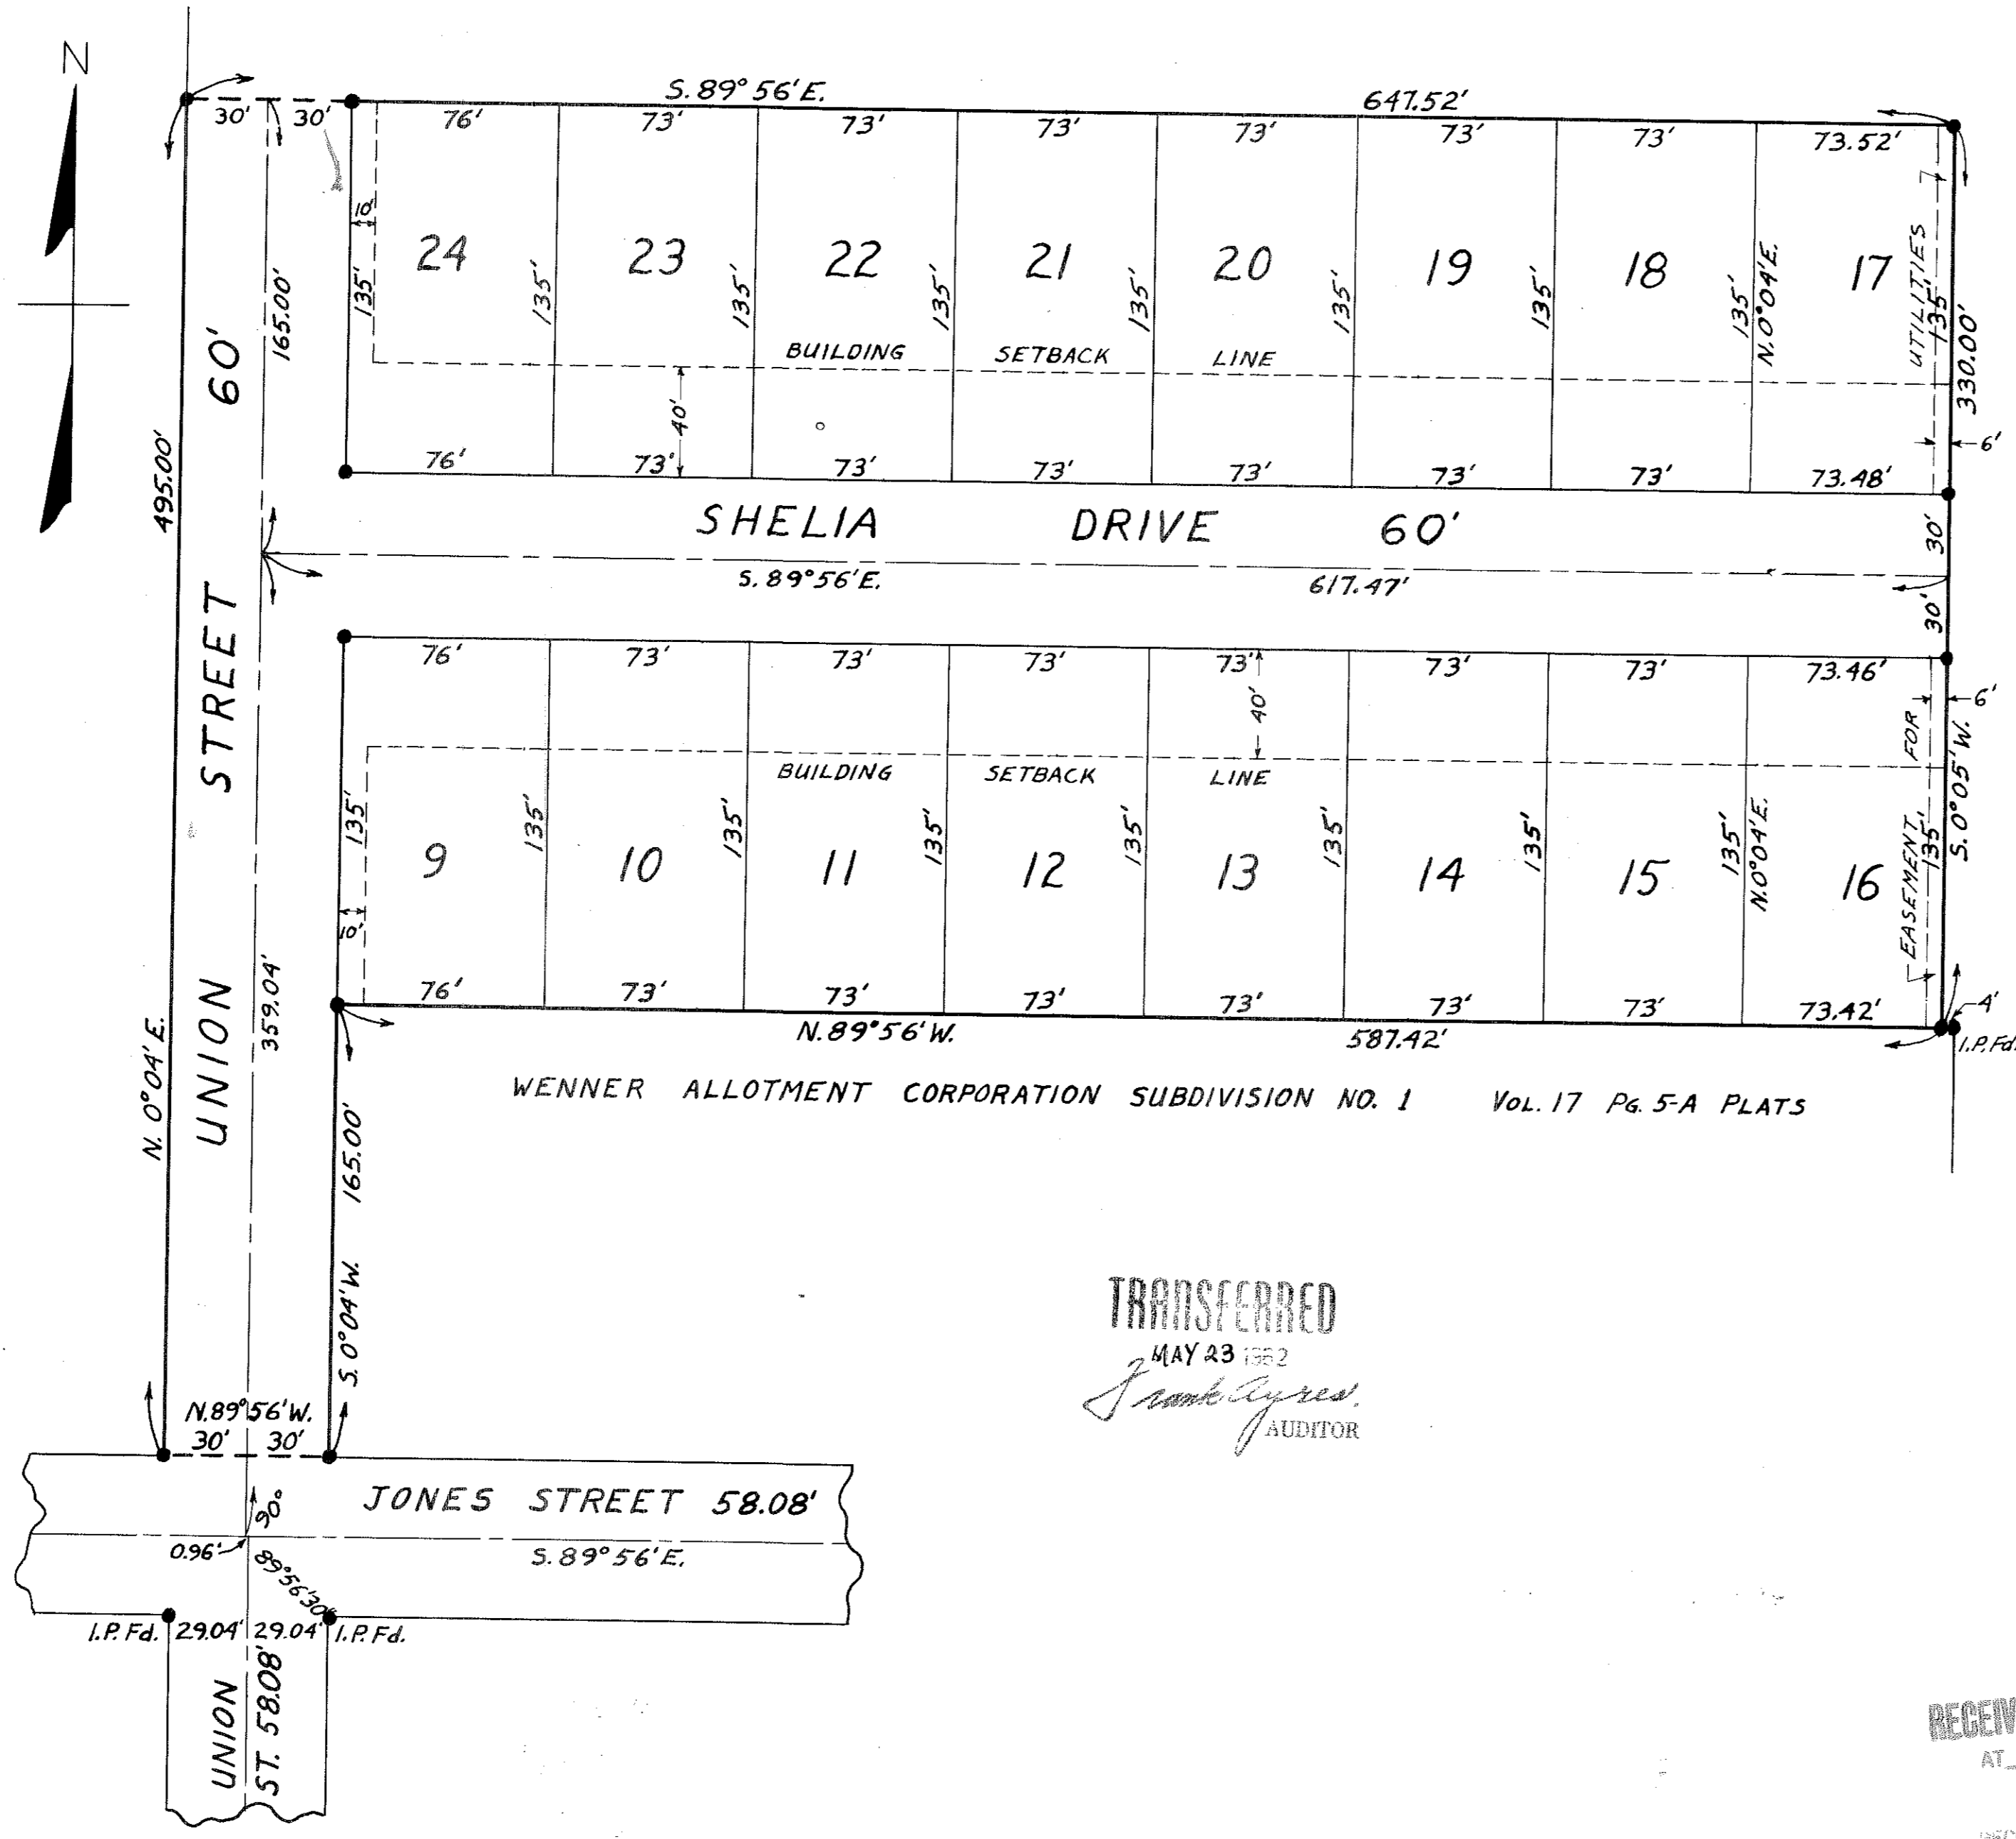 N
S. 89° 56' E.
647.52'
30' 30' 76' 73' 73' 73' 73' 73' 73' 73.52'
10'
24 23 22 21 20 19 18 17
135' 135' 135' 135' 135' 135' 135' 135' 135'
N. 0° 04' E.
UTILITIES
330.00'
165.00'
BUILDING SETBACK LINE
40'
6'
76' 73' 73' 73' 73' 73' 73' 73.48'
495.00'
SHELIA DRIVE 60'
30'
S. 89° 56' E.
617.47'
30'
UNION STREET 60'
76' 73' 73' 73' 73' 73' 73' 73.46'
40'
6'
BUILDING SETBACK LINE
135' 135' 135' 135' 135' 135' 135' 135' 135'
9 10 11 12 13 14 15 16
10'
N. 0° 04' E.
EASEMENT FOR
S. 0° 05' W.
359.04'
76' 73' 73' 73' 73' 73' 73' 73.42'
4'
I.P. Fd.
N. 89° 56' W.
587.42'
N. 0° 04' E.
WENNER ALLOTMENT CORPORATION SUBDIVISION NO. 1 VOL. 17 PG. 5-A PLATS
S. 0° 04' W. 165.00'
TRANSFERRED
MAY 23 1952
Frank Ayres.
AUDITOR
N. 89° 56' W.
30' 30'
JONES STREET 58.08'
90°
0.96'
S. 89° 56' E.
89° 56' 30"
I.P. Fd. 29.04' 29.04' I.P. Fd.
UNION
ST. 58.08'
RECEIV
AT